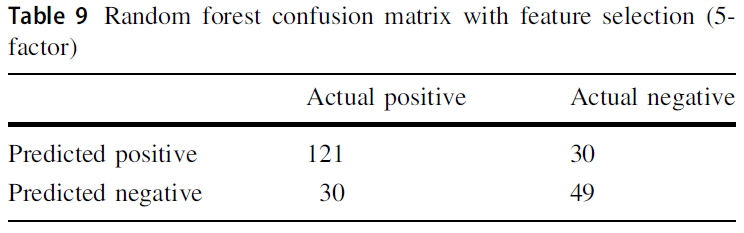 Table 9 Random forest confusion matrix with feature selection (5-
factor)
Actual positive Actual negative
Predicted positive 121 30
Predicted negative 30 49